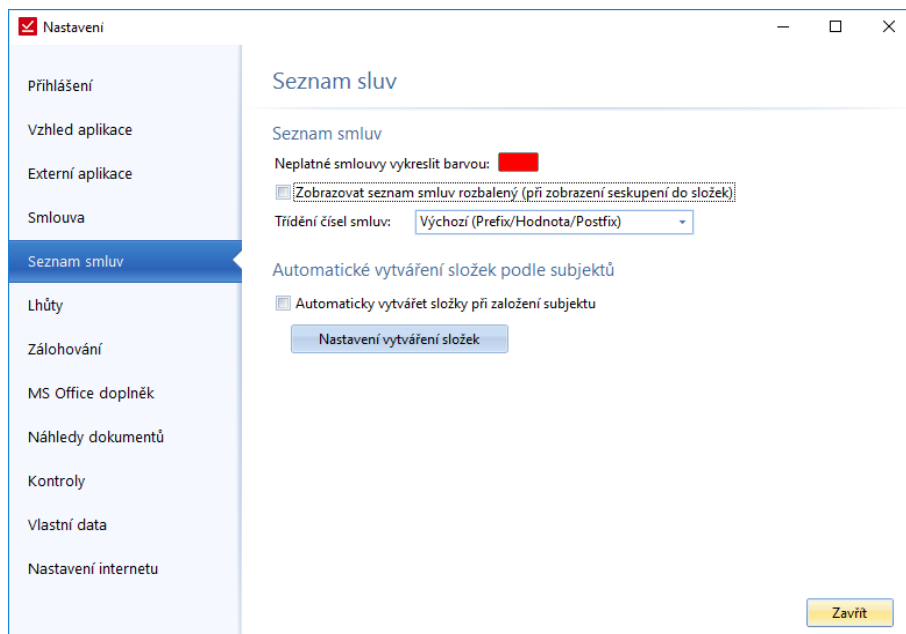 Nastavení
Přihlášení
Vzhled aplikace
Externí aplikace
Smlouva
Seznam smluv
Lhůty
Zálohování
MS Office doplněk
Náhledy dokumentů
Kontroly
Vlastní data
Nastavení internetu
Seznam sluv
Seznam smluv
Neplatné smlouvy vykreslit barvou:
Zobrazovat seznam smluv rozbalený (při zobrazení seskupení do složek)
Třídění čísel smluv: Výchozí (Prefix/Hodnota/Postfix)
Automatické vytváření složek podle subjektů
Automaticky vytvářet složky při založení subjektu
Nastavení vytváření složek
Zavřít